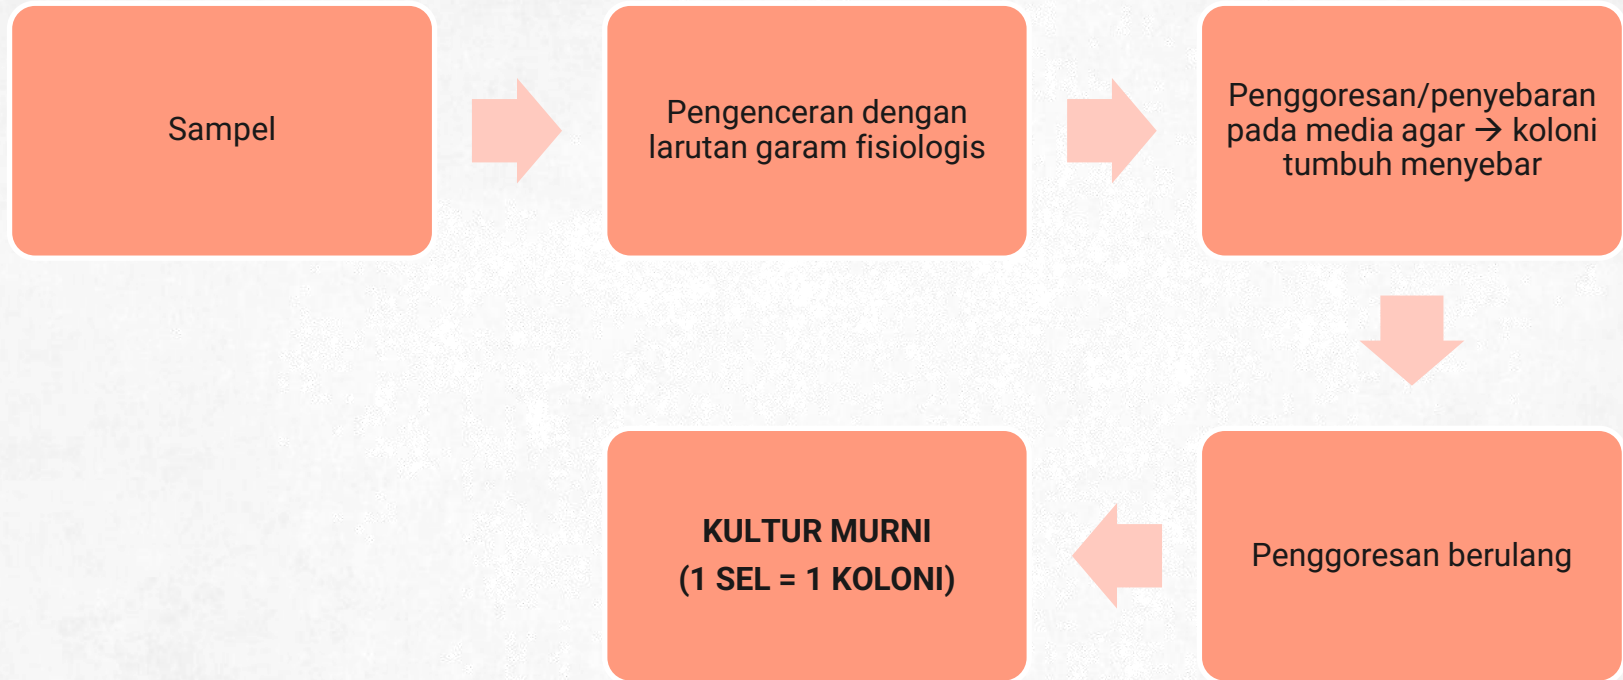 Sampel
Pengenceran dengan
larutan garam fisiologis
Penggoresan/penyebaran
pada media agar → koloni
tumbuh menyebar
Penggoresan berulang
KULTUR MURNI
(1 SEL = 1 KOLONI)